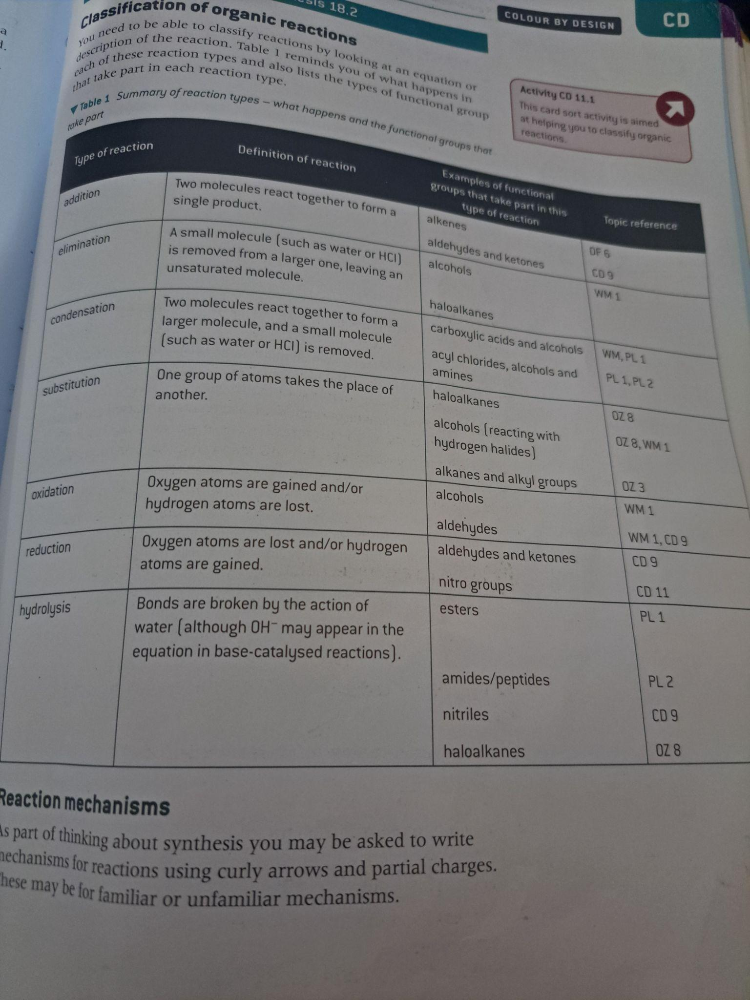 sis 18.2
COLOUR BY DESIGN
CD
Classification of organic reactions
You need to be able to classify reactions by looking at an equation or
description of the reaction. Table 1 reminds you of what happens in
each of these reaction types and also lists the types of functional group
that take part in each reaction type.
Activity CD 11.1
This card sort activity is aimed
at helping you to classify organic
reactions.
▼ Table 1 Summary of reaction types – what happens and the functional groups that
take part
Type of reaction
Definition of reaction
Examples of functional
groups that take part in this
type of reaction
Topic reference
addition
Two molecules react together to form a
single product.
alkenes
DF 6
aldehydes and ketones
CD 9
elimination
A small molecule (such as water or HCl)
is removed from a larger one, leaving an
unsaturated molecule.
alcohols
WM 1
haloalkanes
condensation
Two molecules react together to form a
larger molecule, and a small molecule
(such as water or HCl) is removed.
carboxylic acids and alcohols
WM, PL 1
acyl chlorides, alcohols and
amines
PL 1, PL 2
substitution
One group of atoms takes the place of
another.
haloalkanes
OZ 8
alcohols (reacting with
hydrogen halides)
OZ 8, WM 1
alkanes and alkyl groups
OZ 3
oxidation
Oxygen atoms are gained and/or
hydrogen atoms are lost.
alcohols
WM 1
aldehydes
WM 1, CD 9
reduction
Oxygen atoms are lost and/or hydrogen
atoms are gained.
aldehydes and ketones
CD 9
nitro groups
CD 11
hydrolysis
Bonds are broken by the action of
water (although OH⁻ may appear in the
equation in base-catalysed reactions).
esters
PL 1
amides/peptides
PL 2
nitriles
CD 9
haloalkanes
OZ 8
Reaction mechanisms
As part of thinking about synthesis you may be asked to write
mechanisms for reactions using curly arrows and partial charges.
These may be for familiar or unfamiliar mechanisms.